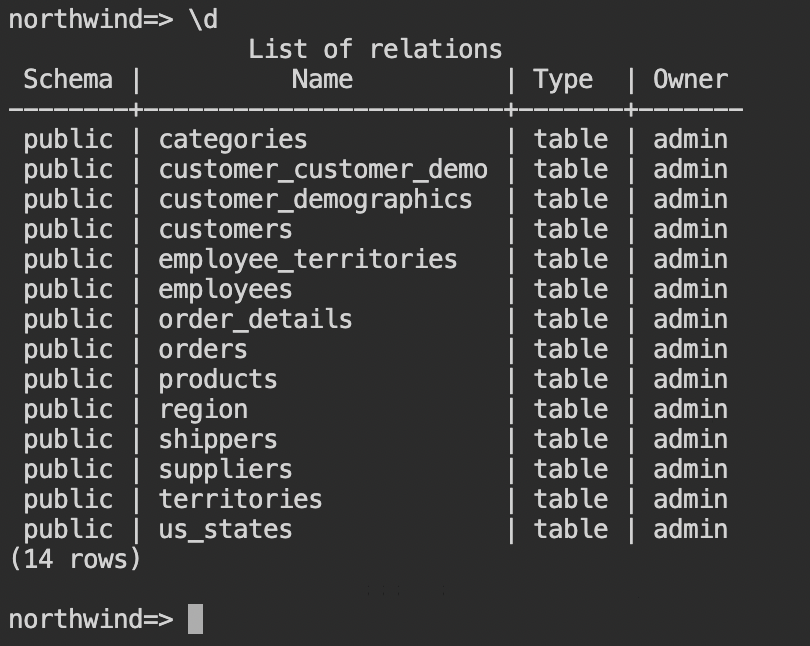 northwind=> \d
                List of relations
 Schema |          Name          | Type  | Owner
--------+------------------------+-------+-------
 public | categories             | table | admin
 public | customer_customer_demo | table | admin
 public | customer_demographics  | table | admin
 public | customers              | table | admin
 public | employee_territories   | table | admin
 public | employees              | table | admin
 public | order_details          | table | admin
 public | orders                 | table | admin
 public | products               | table | admin
 public | region                 | table | admin
 public | shippers               | table | admin
 public | suppliers              | table | admin
 public | territories            | table | admin
 public | us_states              | table | admin
(14 rows)
northwind=>